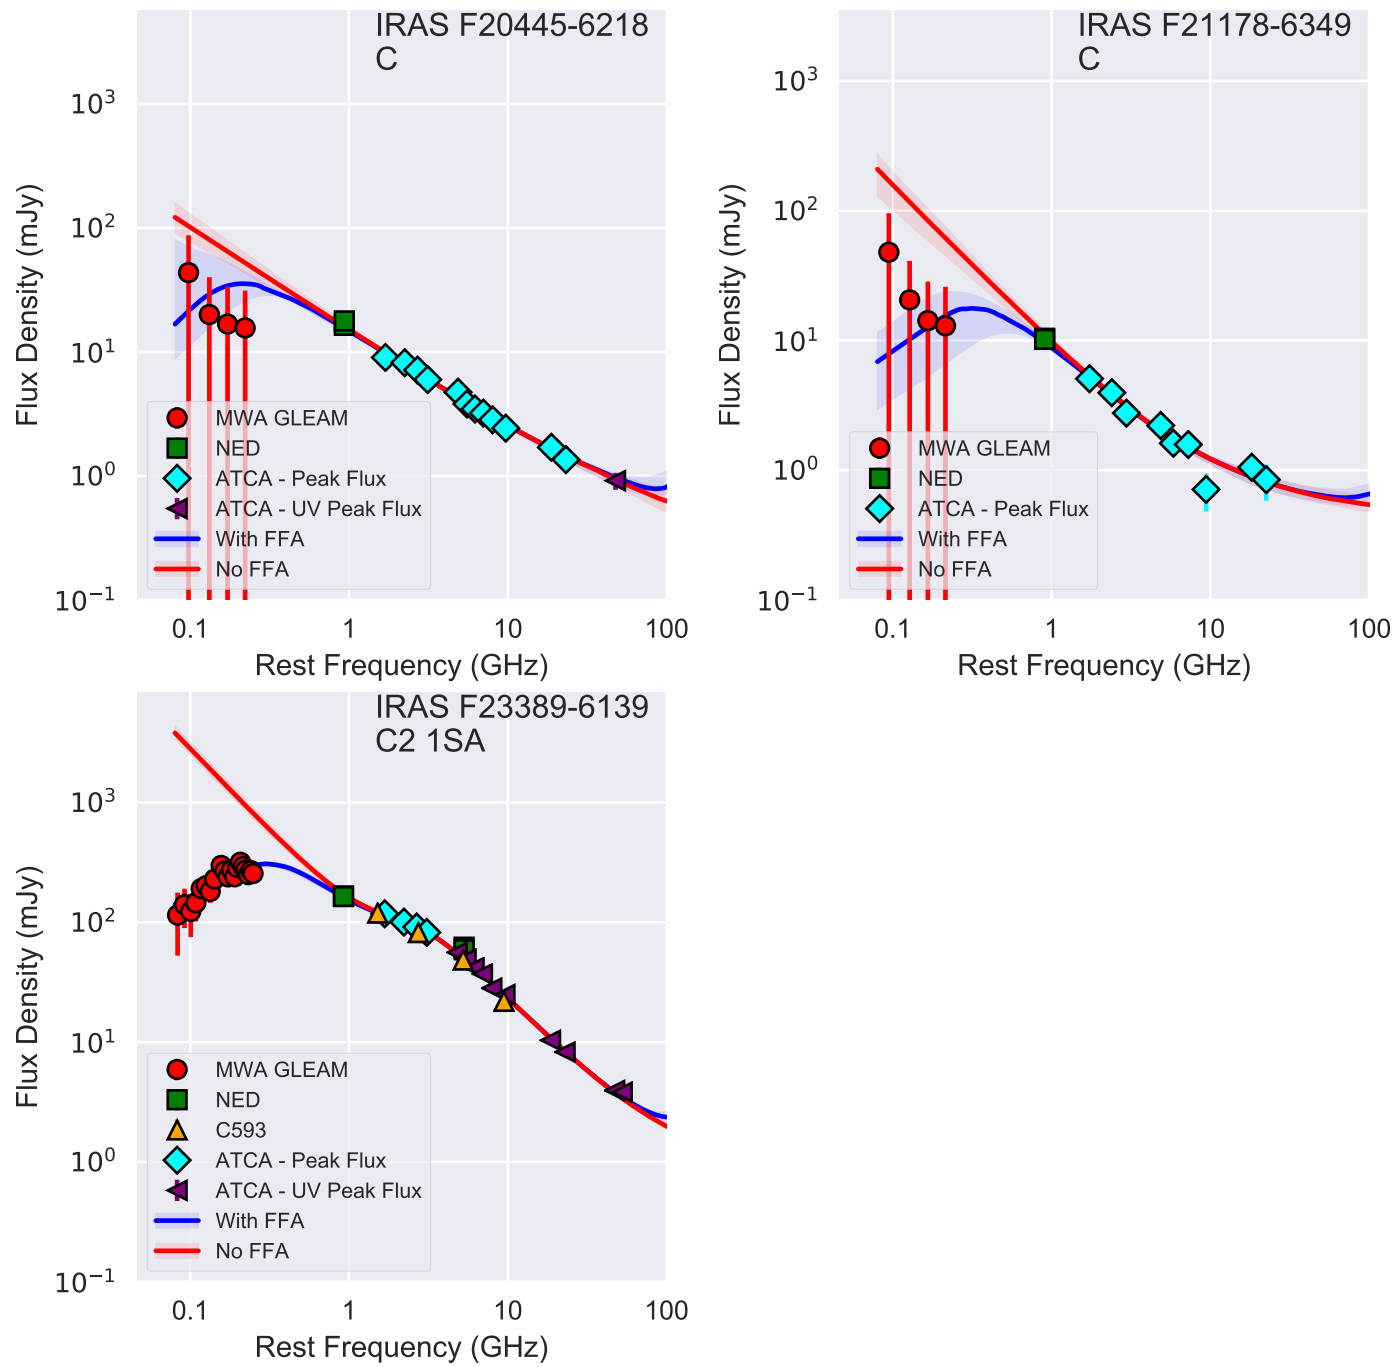 IRAS F20445-6218
C
10³
10²
10¹
10⁰
10⁻¹
Flux Density (mJy)
MWA GLEAM
NED
ATCA - Peak Flux
ATCA - UV Peak Flux
With FFA
No FFA
0.1 1 10 100
Rest Frequency (GHz)
IRAS F21178-6349
C
10³
10²
10¹
10⁰
10⁻¹
Flux Density (mJy)
MWA GLEAM
NED
ATCA - Peak Flux
With FFA
No FFA
0.1 1 10 100
Rest Frequency (GHz)
IRAS F23389-6139
C2 1SA
10³
10²
10¹
10⁰
10⁻¹
Flux Density (mJy)
MWA GLEAM
NED
C593
ATCA - Peak Flux
ATCA - UV Peak Flux
With FFA
No FFA
0.1 1 10 100
Rest Frequency (GHz)